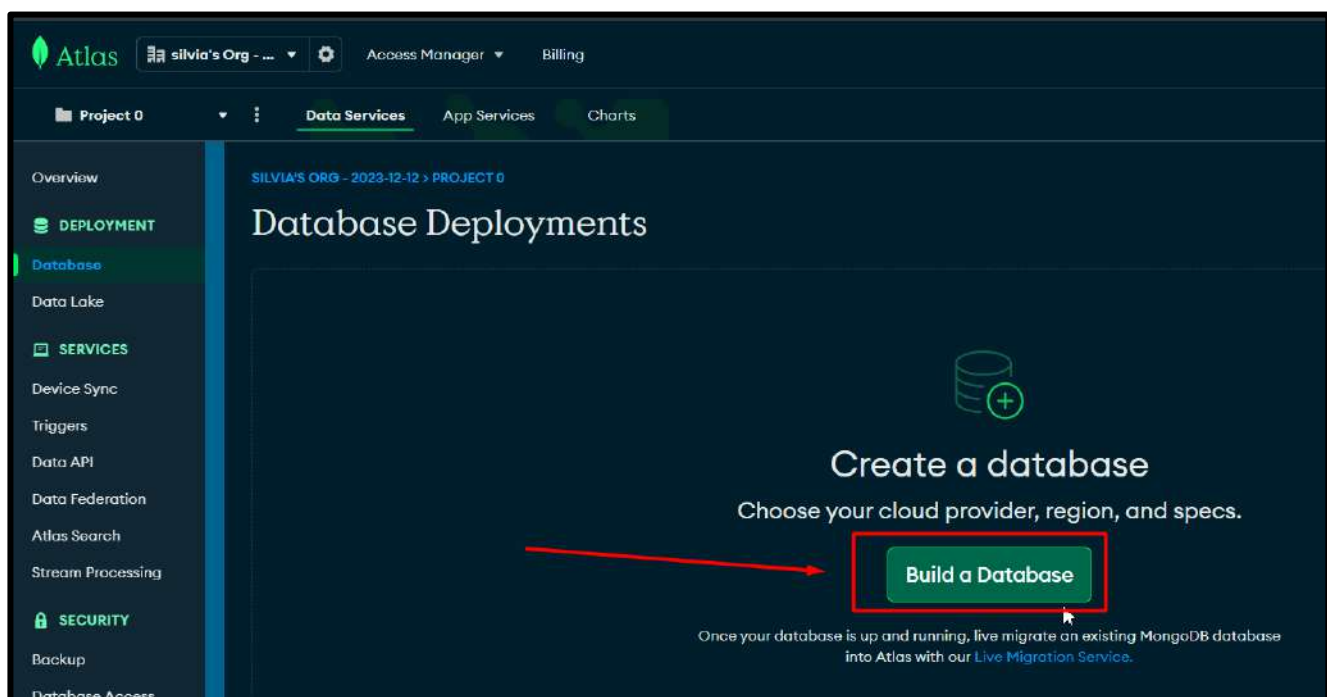 Atlas
silvia's Org - ...
Access Manager
Billing
Project 0
Data Services
App Services
Charts
Overview
DEPLOYMENT
Database
Data Lake
SERVICES
Device Sync
Triggers
Data API
Data Federation
Atlas Search
Stream Processing
SECURITY
Backup
Database Access
SILVIA'S ORG - 2023-12-12 > PROJECT 0
Database Deployments
Create a database
Choose your cloud provider, region, and specs.
Build a Database
Once your database is up and running, live migrate an existing MongoDB database
into Atlas with our Live Migration Service.